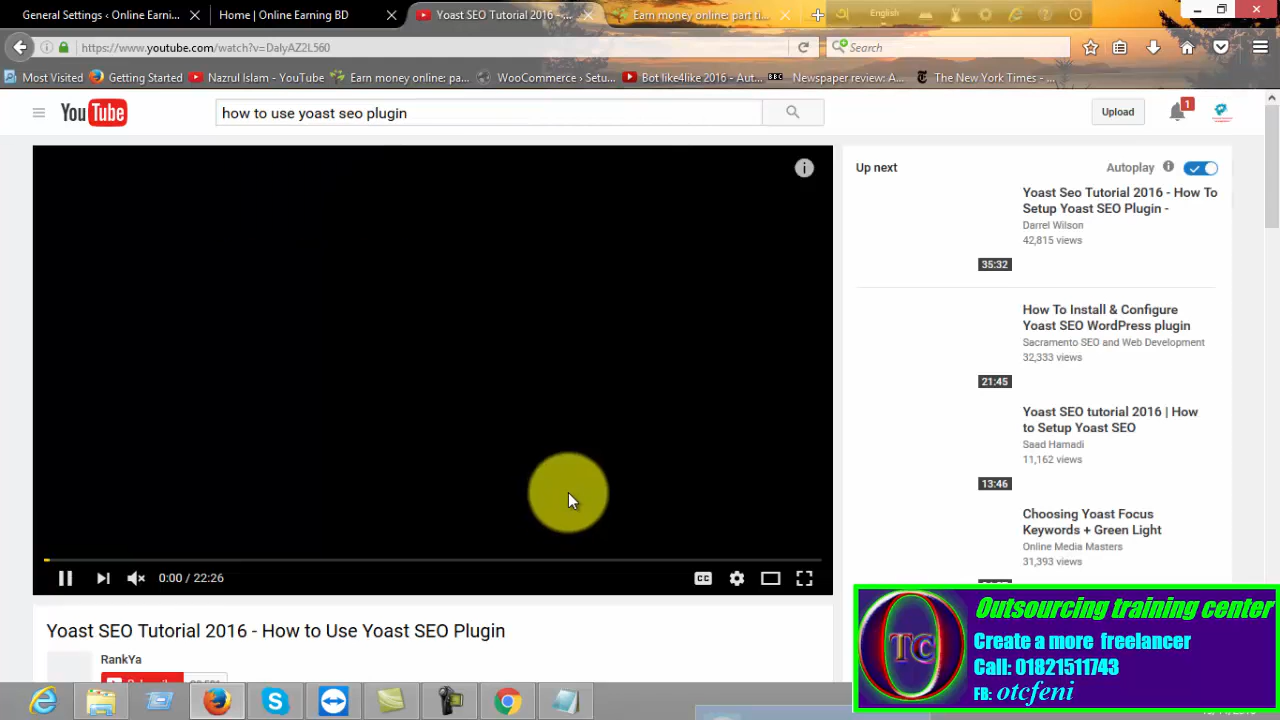 General Settings ‹ Online Earni...
Home | Online Earning BD
Yoast SEO Tutorial 2016 - ...
Earn money online: part ti...
English
https://www.youtube.com/watch?v=DaIyAZ2L560
Search
Most Visited
Getting Started
Nazrul Islam - YouTube
Earn money online: pa...
WooCommerce › Setu...
Bot like4like 2016 - Aut...
BBC
Newspaper review: A...
The New York Times - ...
YouTube
how to use yoast seo plugin
Upload
1
Up next
Autoplay
Yoast Seo Tutorial 2016 - How To
Setup Yoast SEO Plugin -
Darrel Wilson
42,815 views
35:32
How To Install & Configure
Yoast SEO WordPress plugin
Sacramento SEO and Web Development
32,333 views
21:45
Yoast SEO tutorial 2016 | How
to Setup Yoast SEO
Saad Hamadi
11,162 views
13:46
Choosing Yoast Focus
Keywords + Green Light
Online Media Masters
31,393 views
0:00 / 22:26
CC
Yoast SEO Tutorial 2016 - How to Use Yoast SEO Plugin
RankYa
OTC
Outsourcing training center
Create a more freelancer
Call: 01821511743
FB: otcfeni